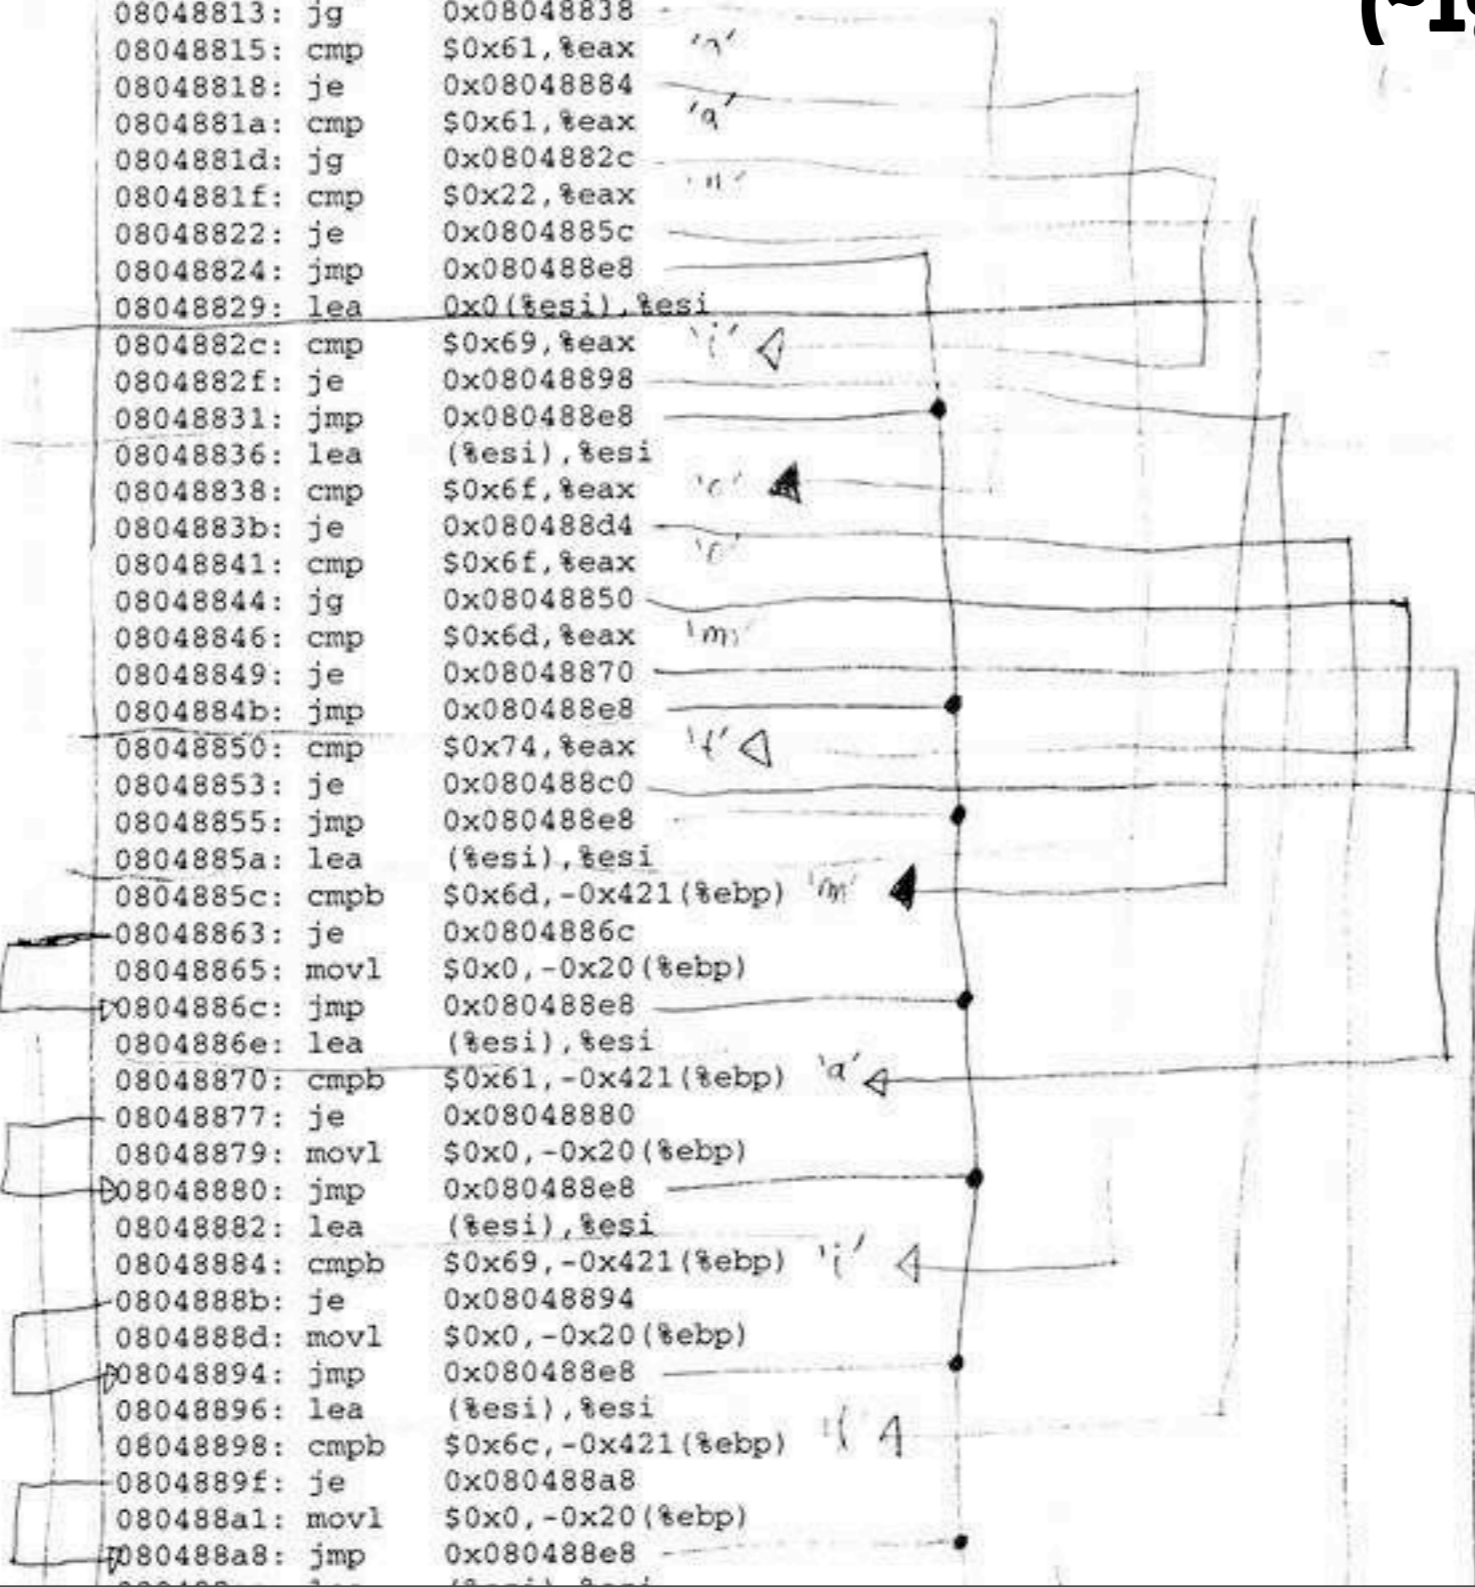 (~19
08048813: jg 0x08048838
08048815: cmp $0x61,%eax 'a'
08048818: je 0x08048884
0804881a: cmp $0x61,%eax 'a'
0804881d: jg 0x0804882c
0804881f: cmp $0x22,%eax '"'
08048822: je 0x0804885c
08048824: jmp 0x080488e8
08048829: lea 0x0(%esi),%esi
0804882c: cmp $0x69,%eax 'i'
0804882f: je 0x08048898
08048831: jmp 0x080488e8
08048836: lea (%esi),%esi
08048838: cmp $0x6f,%eax 'o'
0804883b: je 0x080488d4
08048841: cmp $0x6f,%eax 'o'
08048844: jg 0x08048850
08048846: cmp $0x6d,%eax 'm'
08048849: je 0x08048870
0804884b: jmp 0x080488e8
08048850: cmp $0x74,%eax 't'
08048853: je 0x080488c0
08048855: jmp 0x080488e8
0804885a: lea (%esi),%esi
0804885c: cmpb $0x6d,-0x421(%ebp) 'm'
08048863: je 0x0804886c
08048865: movl $0x0,-0x20(%ebp)
0804886c: jmp 0x080488e8
0804886e: lea (%esi),%esi
08048870: cmpb $0x61,-0x421(%ebp) 'a'
08048877: je 0x08048880
08048879: movl $0x0,-0x20(%ebp)
08048880: jmp 0x080488e8
08048882: lea (%esi),%esi
08048884: cmpb $0x69,-0x421(%ebp) 'i'
0804888b: je 0x08048894
0804888d: movl $0x0,-0x20(%ebp)
08048894: jmp 0x080488e8
08048896: lea (%esi),%esi
08048898: cmpb $0x6c,-0x421(%ebp) 'l'
0804889f: je 0x080488a8
080488a1: movl $0x0,-0x20(%ebp)
080488a8: jmp 0x080488e8